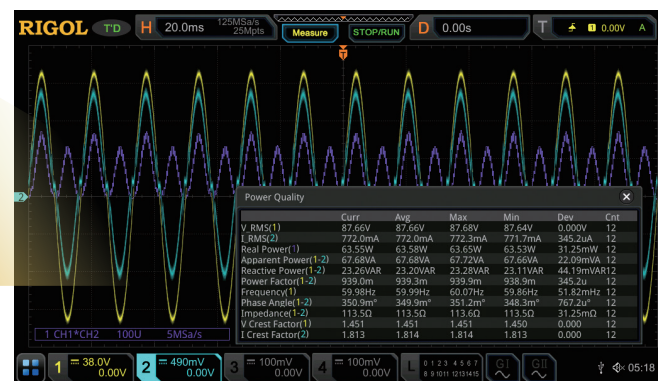 RIGOL T'D H 20.0ms 125MSa/s 25Mpts Measure STOP/RUN D 0.00s T 1 0.00V A
T
2
Power Quality
Curr Avg Max Min Dev Cnt
V_RMS(1) 87.66V 87.66V 87.68V 87.64V 0.000V 12
I_RMS(2) 772.0mA 772.0mA 772.3mA 771.7mA 345.2uA 12
Real Power(1) 63.55W 63.58W 63.65W 63.53W 31.25mW 12
Apparent Power(1-2) 67.68VA 67.68VA 67.72VA 67.66VA 22.09mVA 12
Reactive Power(1-2) 23.26VAR 23.20VAR 23.28VAR 23.11VAR 44.19mVAR12
Power Factor(1-2) 939.0m 939.3m 939.9m 938.9m 345.2u 12
Frequency(1) 59.98Hz 59.99Hz 60.07Hz 59.86Hz 51.82mHz 12
Phase Angle(1-2) 350.9m° 349.9m° 351.2m° 348.3m° 767.2u° 12
Impedance(1-2) 113.5Ω 113.5Ω 113.6Ω 113.5Ω 31.25mΩ 12
V Crest Factor(1) 1.451 1.451 1.451 1.450 0.000 12
I Crest Factor(2) 1.813 1.814 1.814 1.813 0.000 12
1 CH1*CH2 100U 5MSa/s
1 38.0V 0.00V 2 490mV 0.00V 3 100mV 0.00V 4 100mV 0.00V L 0 1 2 3 4 5 6 7 8 9 10 11 12 13 14 15 GI GII 05:18